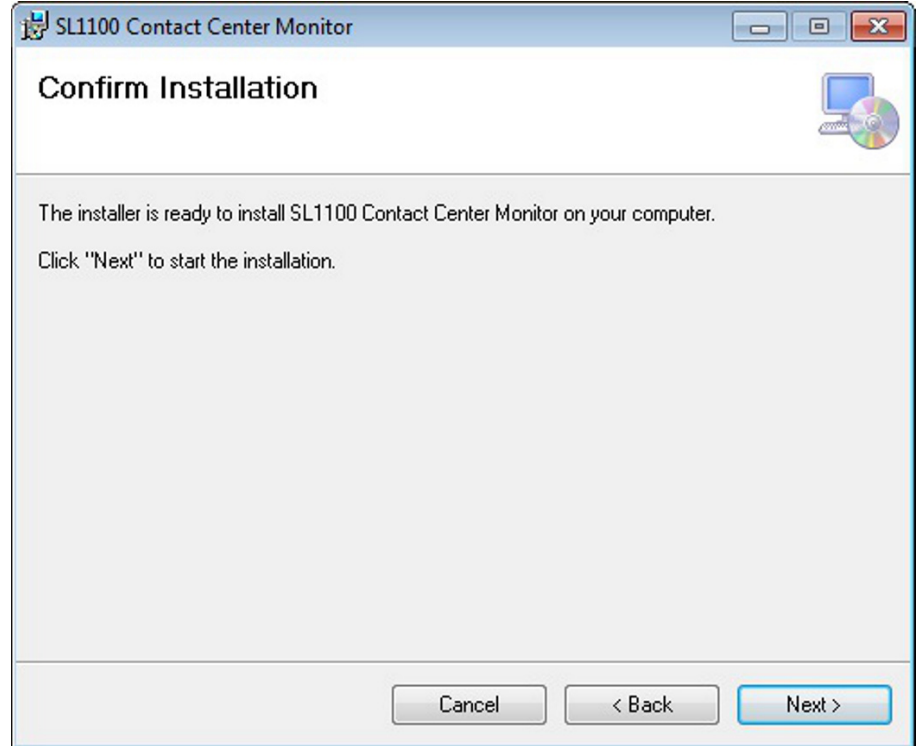 SL1100 Contact Center Monitor
Confirm Installation
The installer is ready to install SL1100 Contact Center Monitor on your computer.
Click "Next" to start the installation.
Cancel
< Back
Next >